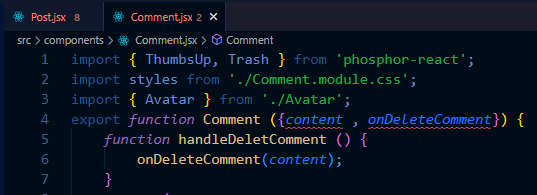 Post.jsx 8 Comment.jsx 2
src > components > Comment.jsx > Comment
1 import { ThumbsUp, Trash } from 'phosphor-react';
2 import styles from './Comment.module.css';
3 import { Avatar } from './Avatar';
4 export function Comment ({content , onDeleteComment}) {
5 function handleDeletComment () {
6 onDeleteComment(content);
7 }